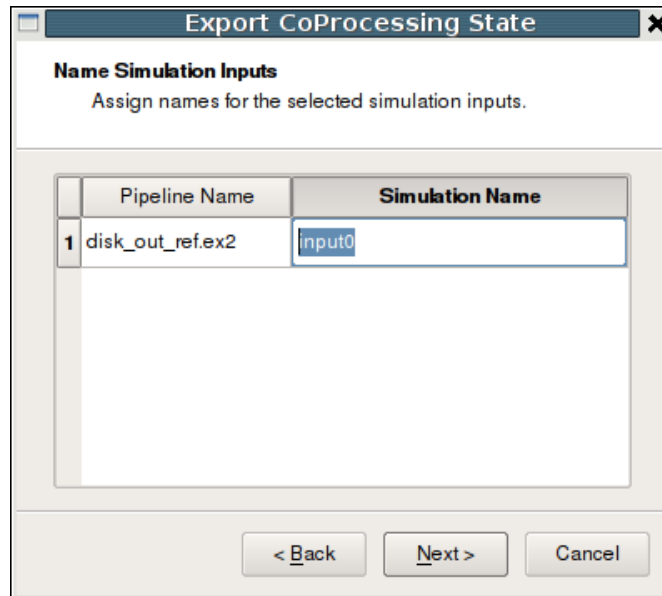 Export CoProcessing State
Name Simulation Inputs
Assign names for the selected simulation inputs.
Pipeline Name Simulation Name
1 disk_out_ref.ex2 input0
< Back Next > Cancel